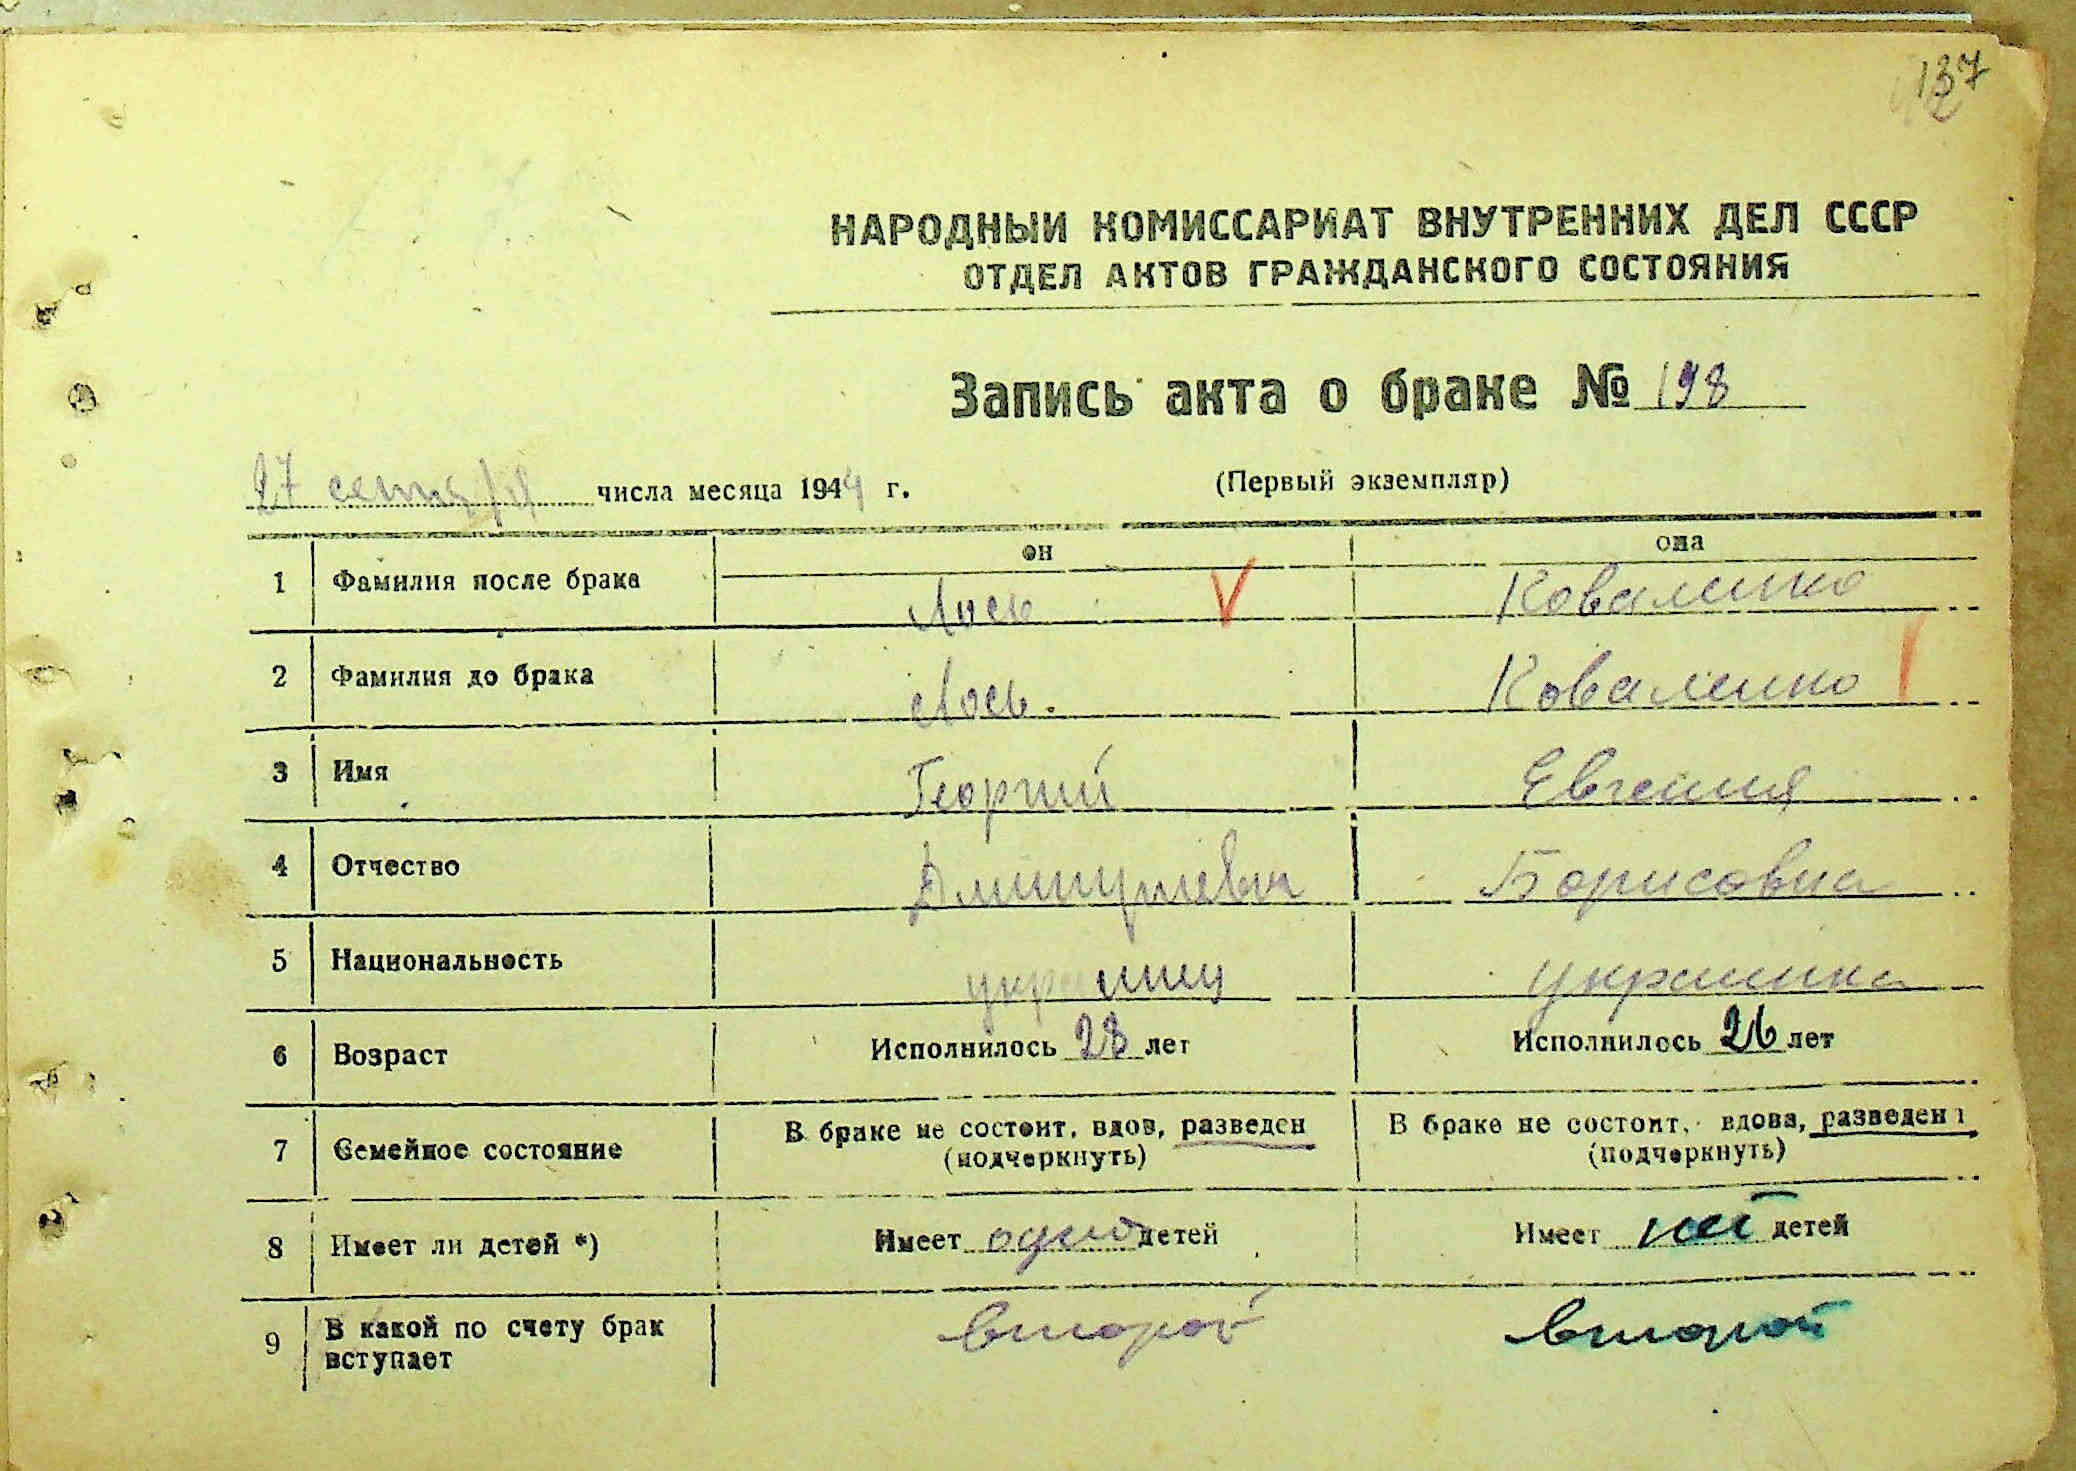 137
НАРОДНЫЙ КОМИССАРИАТ ВНУТРЕННИХ ДЕЛ СССР
ОТДЕЛ АКТОВ ГРАЖДАНСКОГО СОСТОЯНИЯ
Запись акта о браке № 198
27 сентября числа месяца 1944 г. (Первый экземпляр)
он она
1 Фамилия после брака Лось Коваленко
2 Фамилия до брака Лось. Коваленко
3 Имя Георгий Евгения
4 Отчество Дмитриевич Борисовна
5 Национальность украинец украинка
6 Возраст Исполнилось 28 лет Исполнилось 26 лет
7 Семейное состояние В браке не состоит, вдов, разведен В браке не состоит, вдова, разведена
(подчеркнуть) (подчеркнуть)
8 Имеет ли детей *) Имеет одно детей Имеет нет детей
9 В какой по счету брак второй второй
вступает